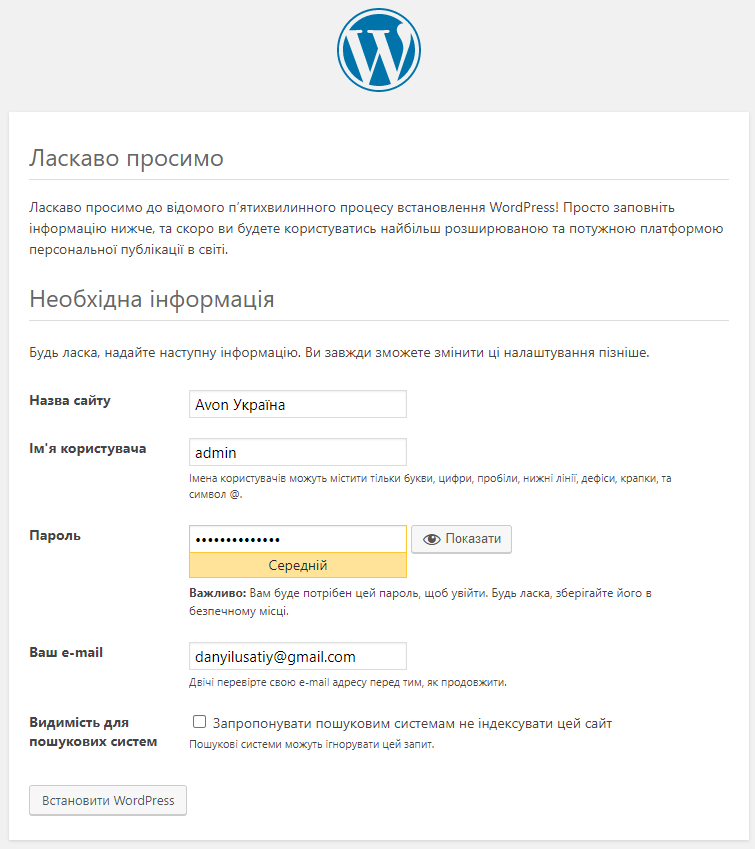 Ласкаво просимо
Ласкаво просимо до відомого п’ятихвилинного процесу встановлення WordPress! Просто заповніть
інформацію нижче, та скоро ви будете користуватись найбільш розширюваною та потужною платформою
персональної публікації в світі.
Необхідна інформація
Будь ласка, надайте наступну інформацію. Ви завжди зможете змінити ці налаштування пізніше.
Назва сайту
Avon Україна
Ім'я користувача
admin
Імена користувачів можуть містити тільки букви, цифри, пробіли, нижні лінії, дефіси, крапки, та
символ @.
Пароль
••••••••••••••
Показати
Середній
Важливо: Вам буде потрібен цей пароль, щоб увійти. Будь ласка, зберігайте його в
безпечному місці.
Ваш e-mail
danyilusatiy@gmail.com
Двічі перевірте свою e-mail адресу перед тим, як продовжити.
Видимість для
пошукових систем
Запропонувати пошуковим системам не індексувати цей сайт
Пошукові системи можуть ігнорувати цей запит.
Встановити WordPress